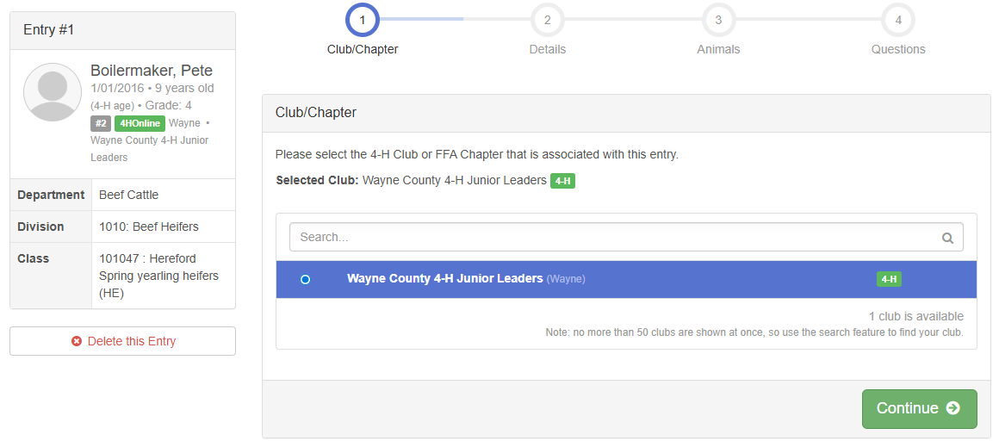 Entry #1
Boilermaker, Pete
1/01/2016 • 9 years old
(4-H age) • Grade: 4
#2 4HOnline Wayne •
Wayne County 4-H Junior
Leaders
Department Beef Cattle
Division 1010: Beef Heifers
Class 101047 : Hereford
Spring yearling heifers
(HE)
Delete this Entry
1 2 3 4
Club/Chapter Details Animals Questions
Club/Chapter
Please select the 4-H Club or FFA Chapter that is associated with this entry.
Selected Club: Wayne County 4-H Junior Leaders 4-H
Search...
Wayne County 4-H Junior Leaders (Wayne) 4-H
1 club is available
Note: no more than 50 clubs are shown at once, so use the search feature to find your club.
Continue